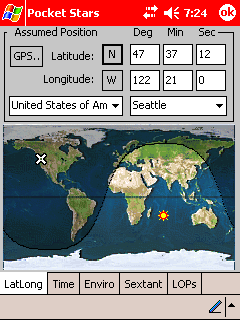 Pocket Stars 7:24 ok
Assumed Position Deg Min Sec
GPS.. Latitude: N 47 37 12
Longitude: W 122 21 0
United States of Am Seattle
LatLong Time Enviro Sextant LOPs